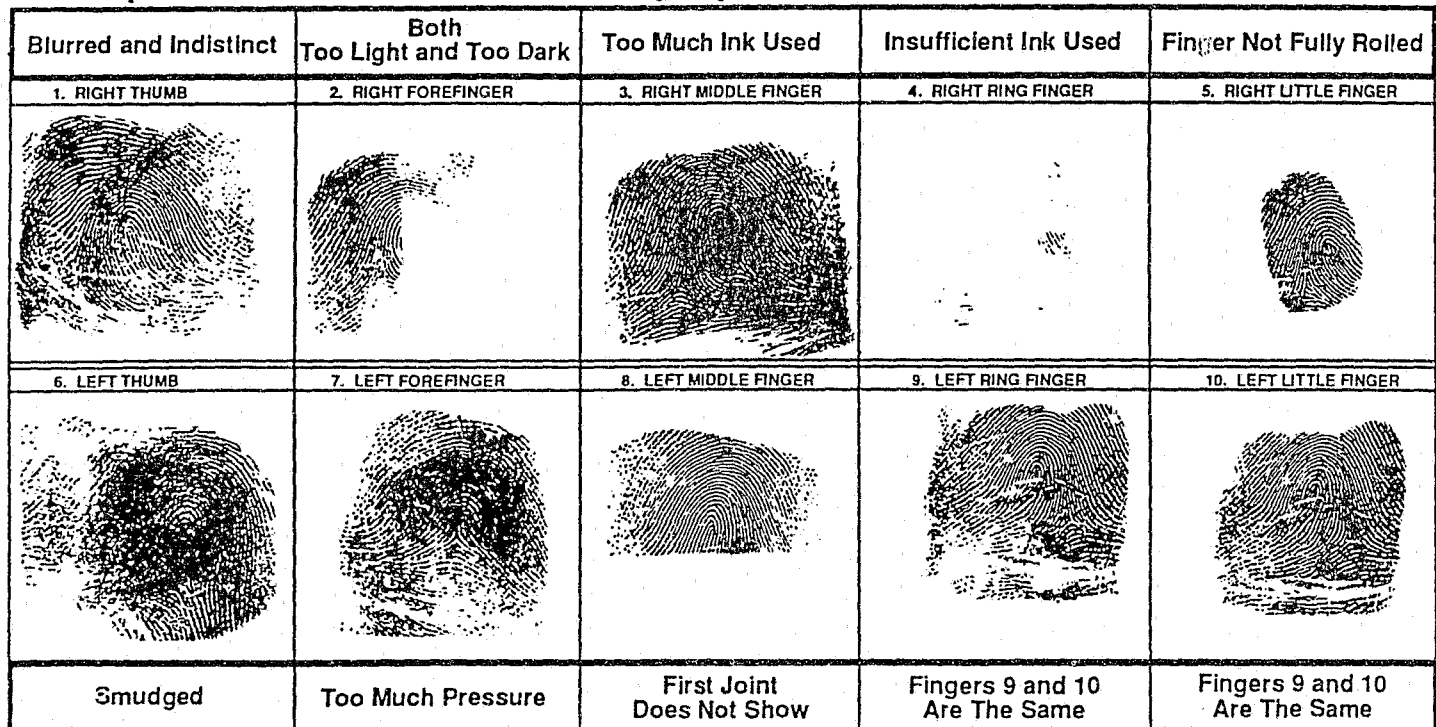 Blurred and Indistinct
Both
Too Light and Too Dark
Too Much Ink Used
Insufficient Ink Used
Finger Not Fully Rolled
1. RIGHT THUMB
2. RIGHT FOREFINGER
3. RIGHT MIDDLE FINGER
4. RIGHT RING FINGER
5. RIGHT LITTLE FINGER
6. LEFT THUMB
7. LEFT FOREFINGER
8. LEFT MIDDLE FINGER
9. LEFT RING FINGER
10. LEFT LITTLE FINGER
Smudged
Too Much Pressure
First Joint
Does Not Show
Fingers 9 and 10
Are The Same
Fingers 9 and 10
Are The Same